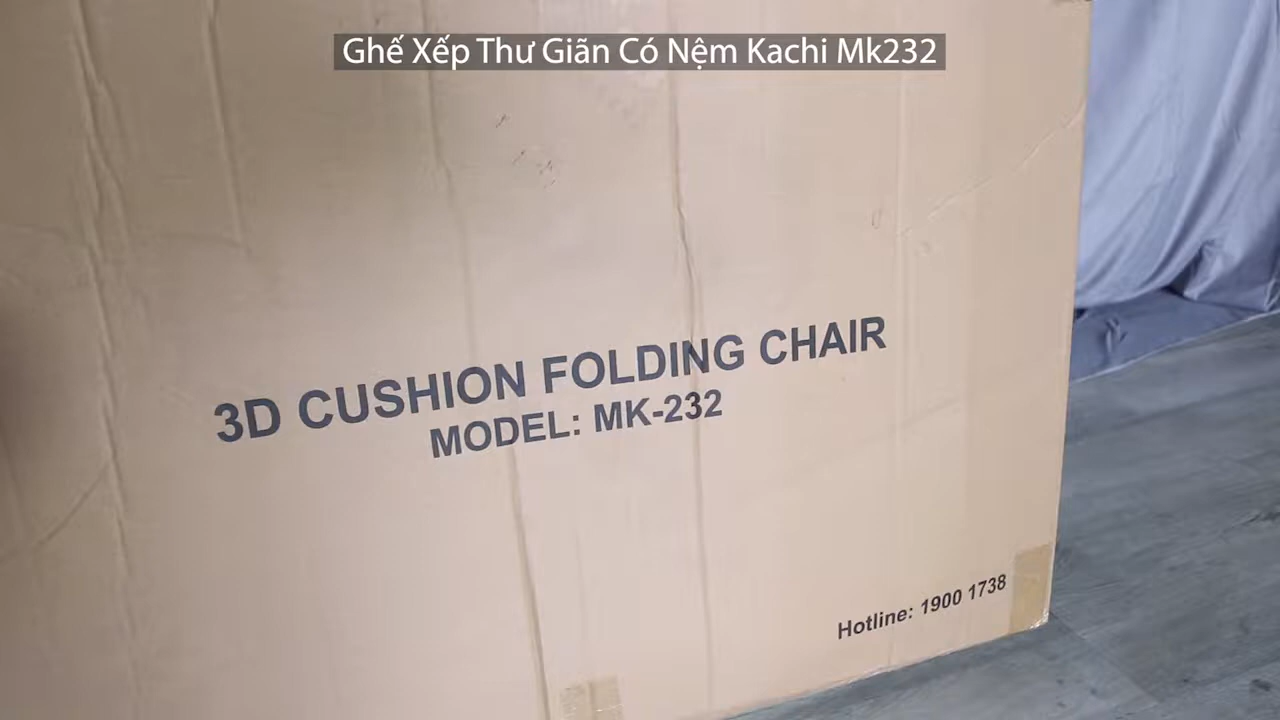 Ghế Xếp Thư Giãn Có Nệm Kachi Mk232
3D CUSHION FOLDING CHAIR
MODEL: MK-232
Hotline: 1900 1738